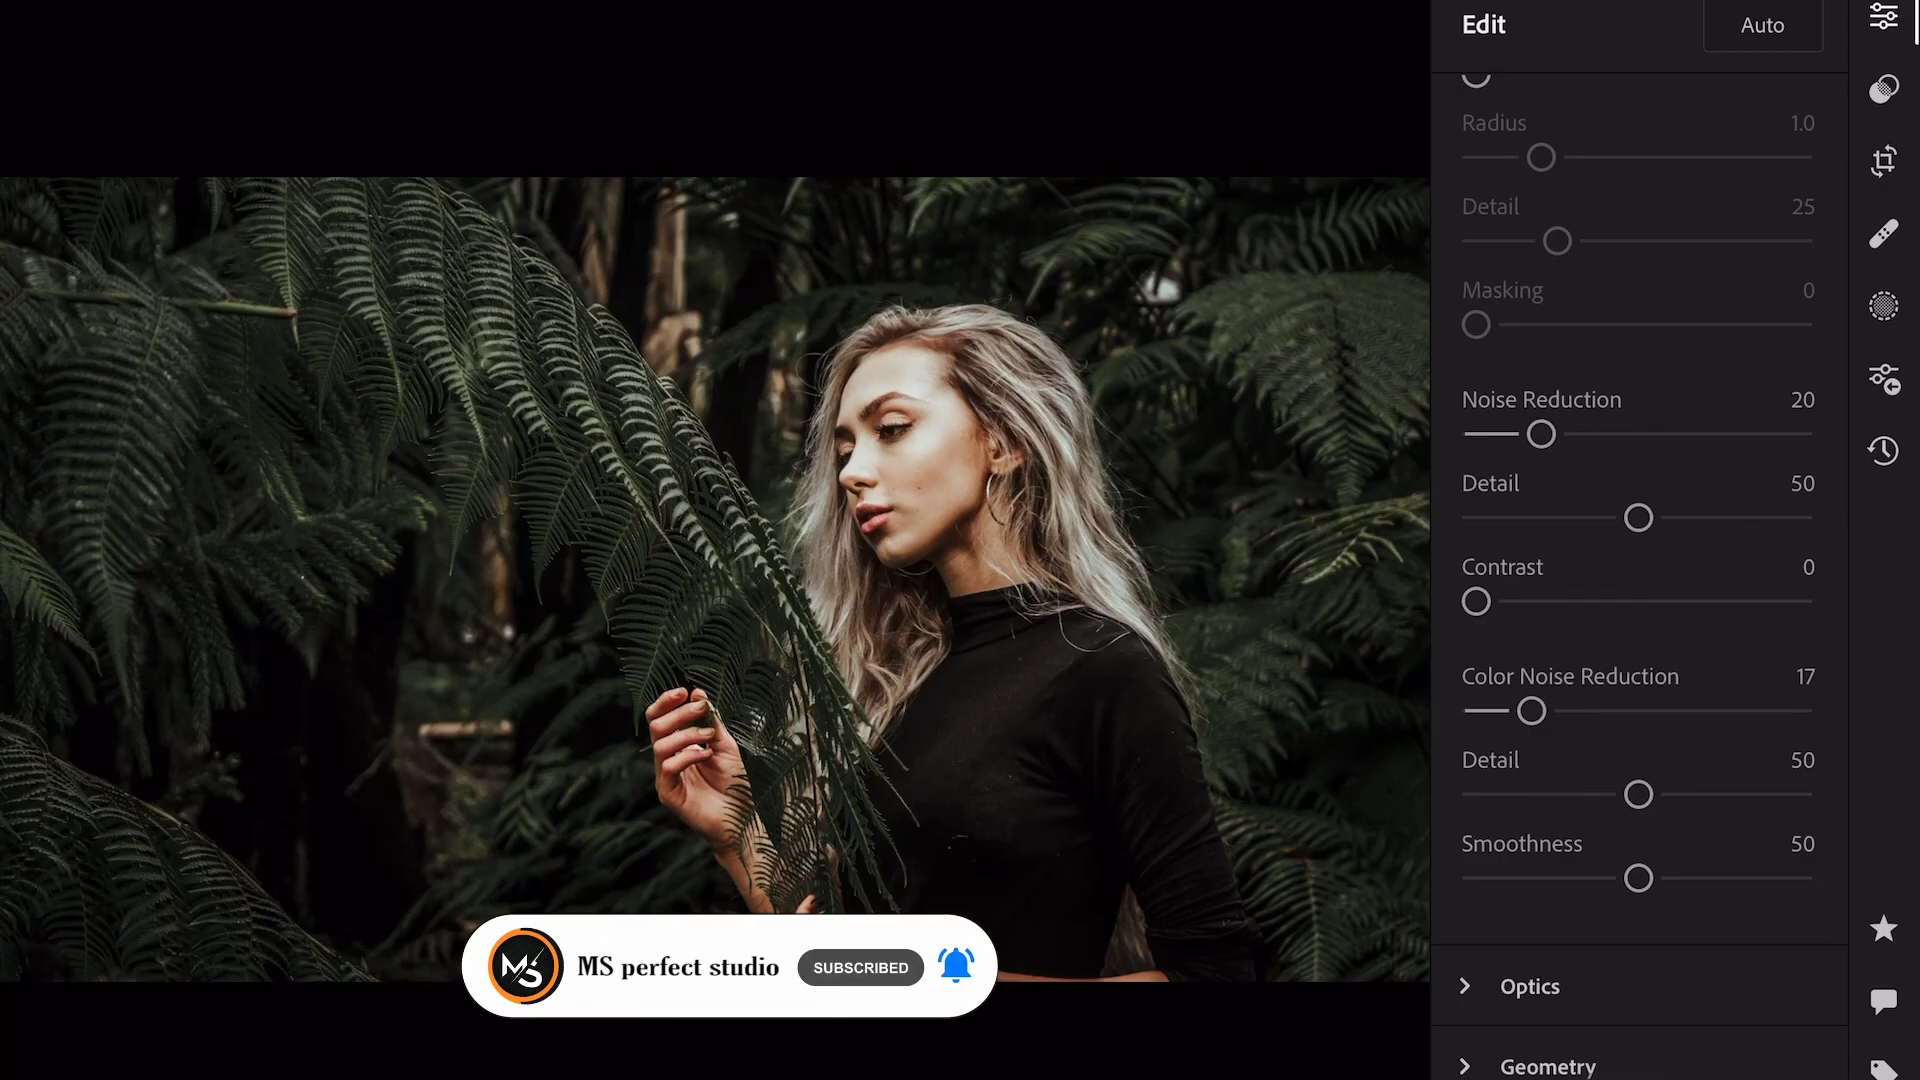 Edit
Auto
Radius 1.0
Detail 25
Masking 0
Noise Reduction 20
Detail 50
Contrast 0
Color Noise Reduction 17
Detail 50
Smoothness 50
MS MS perfect studio SUBSCRIBED
Optics
Geometry